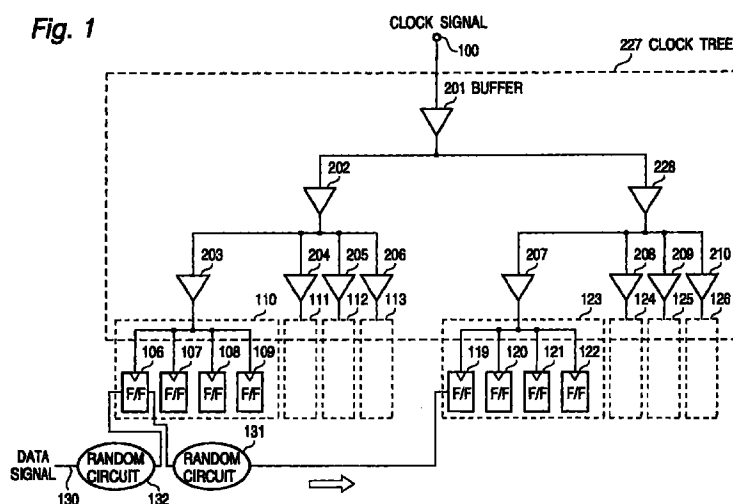 Fig. 1
CLOCK SIGNAL
100
227 CLOCK TREE
201 BUFFER
202
228
203
204
205
206
207
208
209
210
110
111
112
113
123
124
125
126
106
107
108
109
119
120
121
122
F/F
F/F
F/F
F/F
F/F
F/F
F/F
F/F
131
DATA
SIGNAL
130
RANDOM
CIRCUIT
132
RANDOM
CIRCUIT